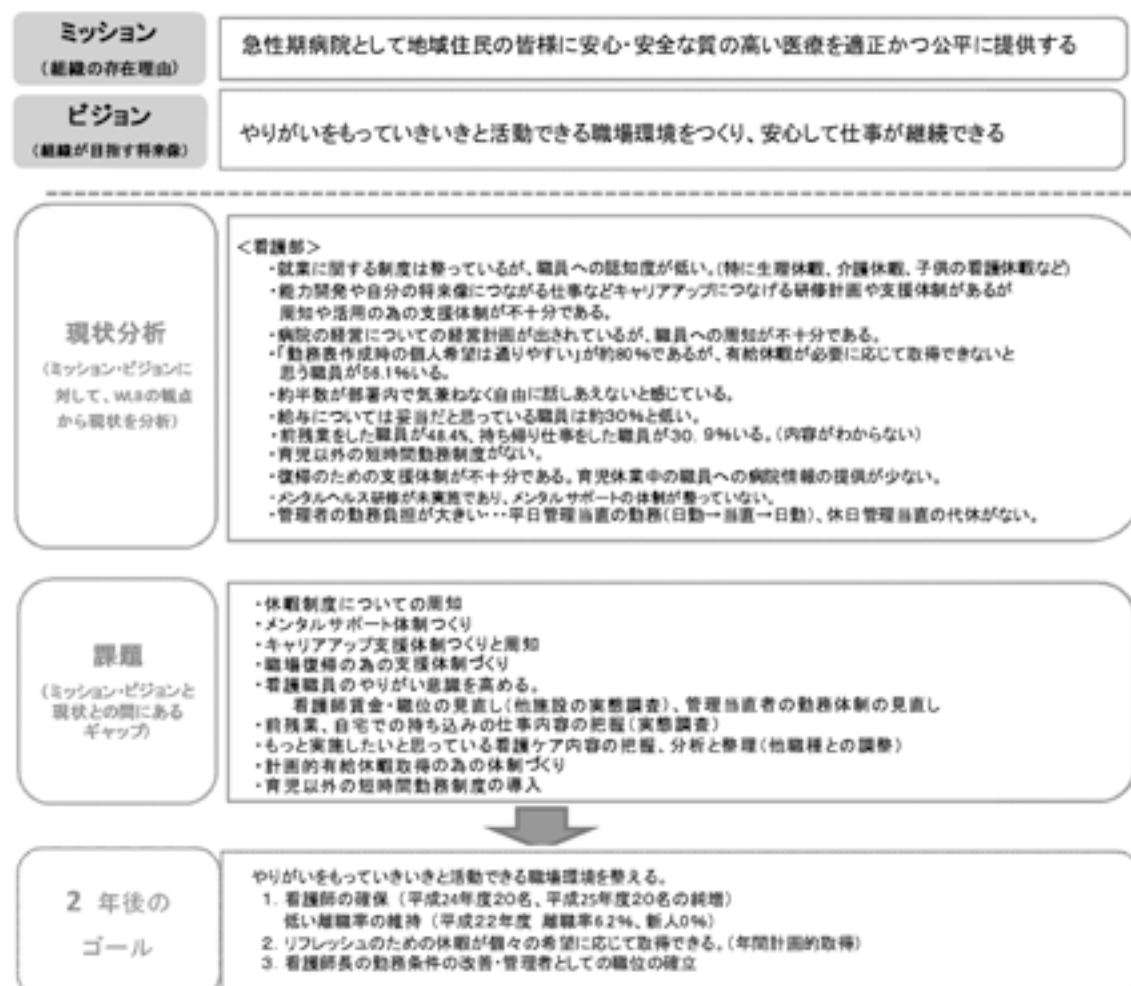 ミッション
(組織の存在理由)
急性期病院として地域住民の皆様に安心・安全な質の高い医療を適正かつ公平に提供する
ビジョン
(組織が目指す将来像)
やりがいをもっていきいきと活動できる職場環境をつくり、安心して仕事が継続できる
現状分析
(ミッション・ビジョンに
対して、WLBの観点
から現状を分析)
<看護部>
・就業に関する制度は整っているが、職員への認知度が低い。(特に生理休暇、介護休暇、子供の看護休暇など)
・能力開発や自分の将来像につながる仕事などキャリアアップにつなげる研修計画や支援体制があるが
周知や活用の為の支援体制が不十分である。
・病院の経営についての経営計画が出されているが、職員への周知が不十分である。
・「勤務表作成時の個人希望は通りやすい」が約80%であるが、有給休暇が必要に応じて取得できないと
思う職員が56.1%いる。
・約半数が部署内で気兼ねなく自由に話しあえないと感じている。
・給与については妥当だと思っている職員は約30%と低い。
・前残業をした職員が48.4%、持ち帰り仕事をした職員が30.9%いる。(内容がわからない)
・育児以外の短時間勤務制度がない。
・復帰のための支援体制が不十分である。育児休業中の職員への病院情報の提供が少ない。
・メンタルヘルス研修が未実施であり、メンタルサポートの体制が整っていない。
・管理者の勤務負担が大きい・・・平日管理当直の勤務(日勤→当直→日勤)、休日管理当直の代休がない。
課題
(ミッション・ビジョンと
現状との間にある
ギャップ)
・休暇制度についての周知
・メンタルサポート体制つくり
・キャリアアップ支援体制つくりと周知
・職場復帰の為の支援体制づくり
・看護職員のやりがい意識を高める。
看護師賃金・職位の見直し(他施設の実態調査)、管理当直者の勤務体制の見直し
・前残業、自宅での持ち込みの仕事内容の把握(実態調査)
・もっと実施したいと思っている看護ケア内容の把握、分析と整理(他職種との調整)
・計画的有給休暇取得の為の体制づくり
・育児以外の短時間勤務制度の導入
2 年後の
ゴール
やりがいをもっていきいきと活動できる職場環境を整える。
1. 看護師の確保 (平成24年度20名、平成25年度20名の純増)
低い離職率の維持 (平成22年度 離職率6.2%、新人0%)
2. リフレッシュのための休暇が個々の希望に応じて取得できる。(年間計画的取得)
3. 看護師長の勤務条件の改善・管理者としての職位の確立